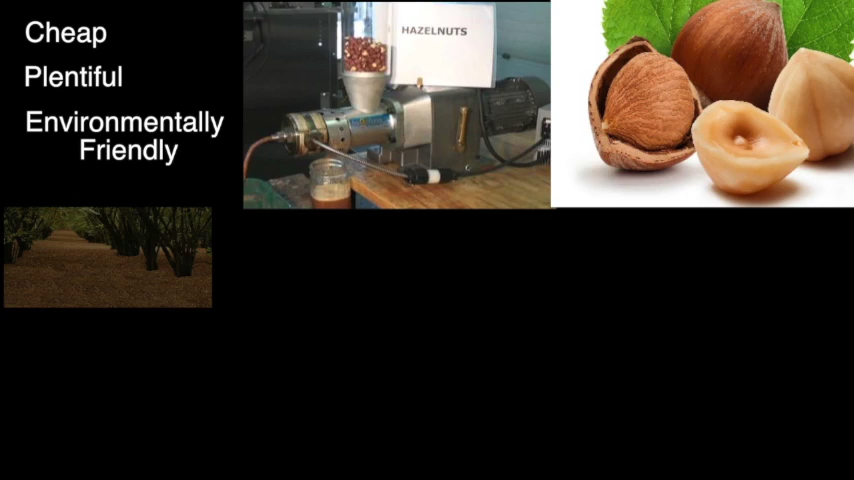 Cheap
Plentiful
Environmentally
Friendly
HAZELNUTS